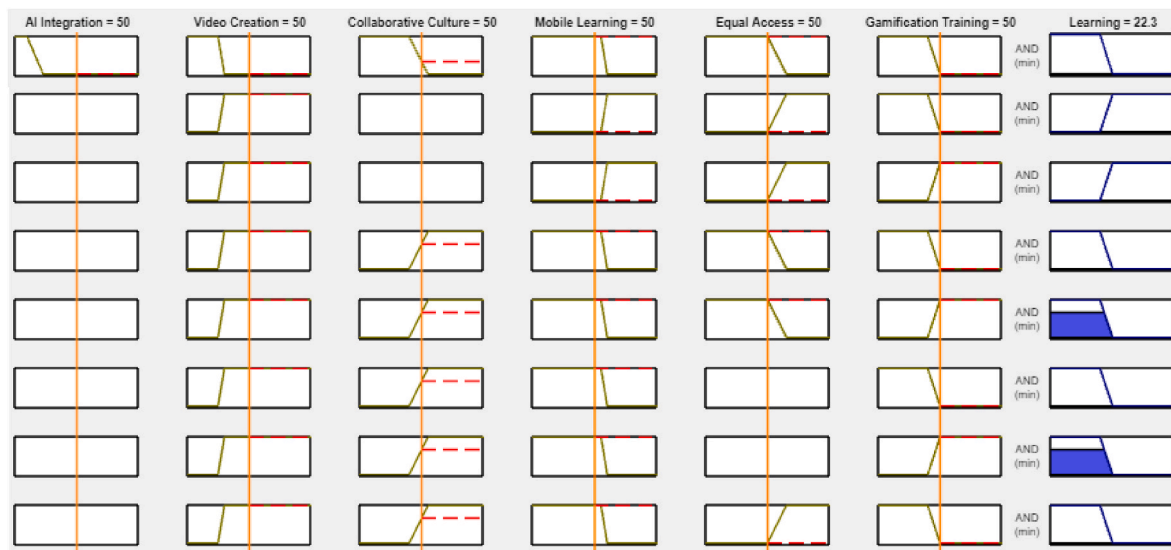 AI Integration = 50 Video Creation = 50 Collaborative Culture = 50 Mobile Learning = 50 Equal Access = 50 Gamification Training = 50 Learning = 22.3
AND
(min)
AND
(min)
AND
(min)
AND
(min)
AND
(min)
AND
(min)
AND
(min)
AND
(min)